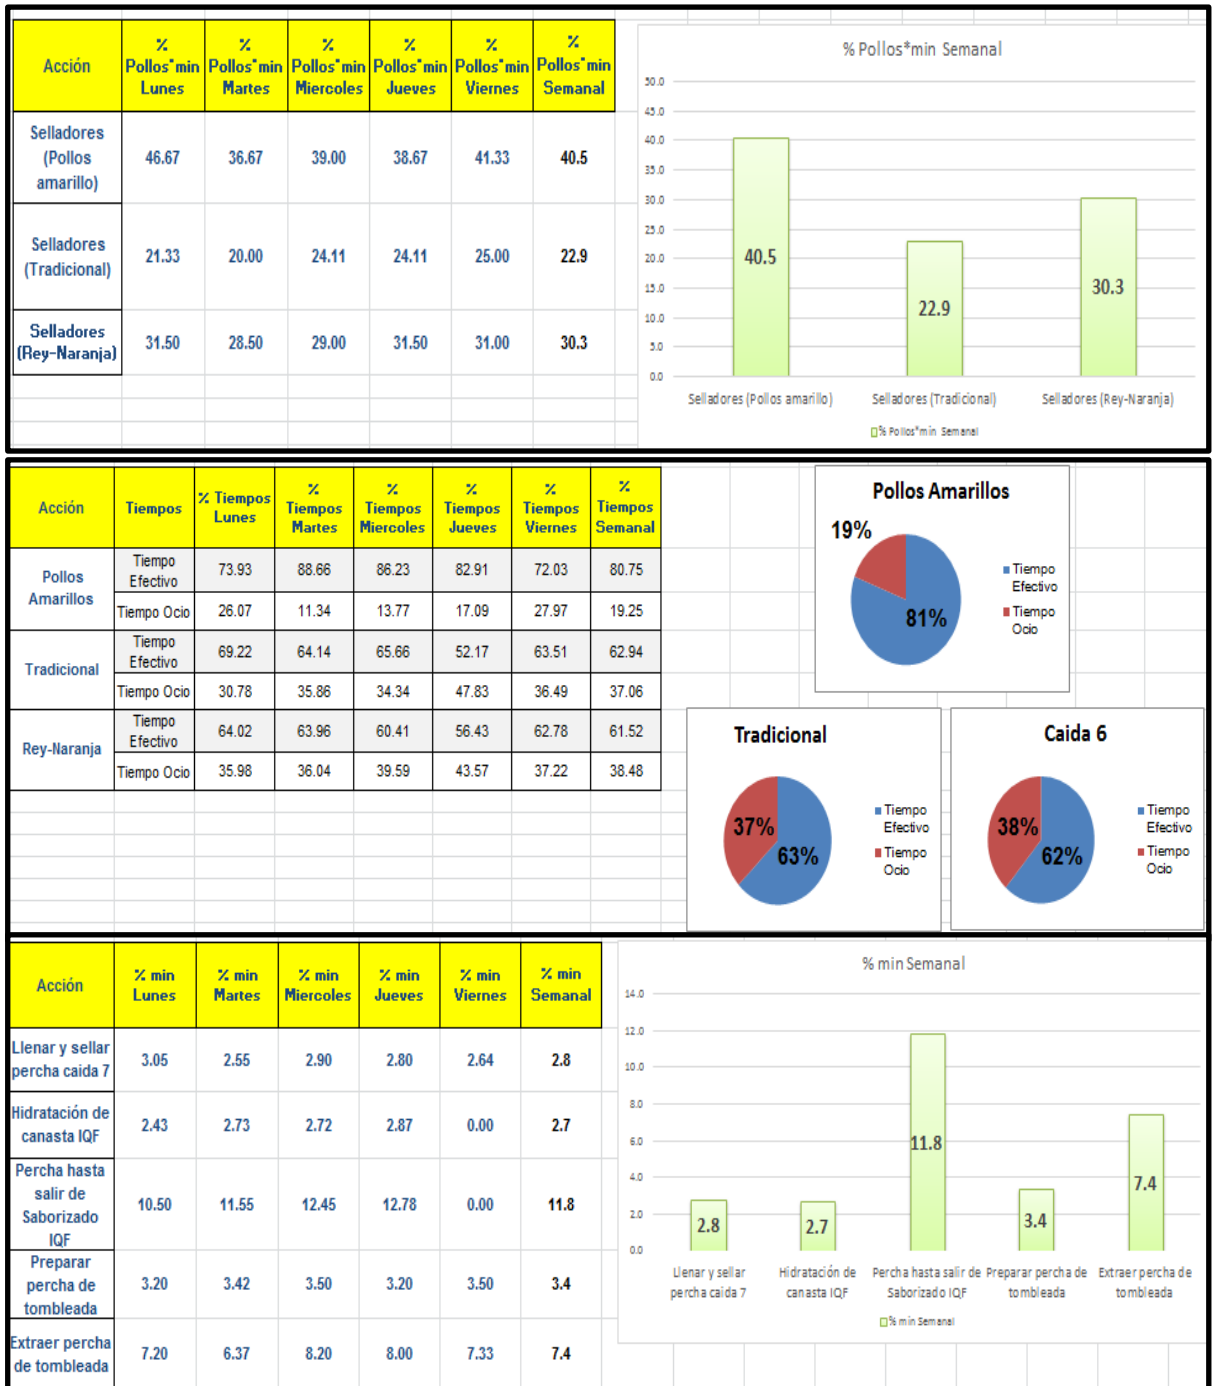 Acción
% Pollos*min Lunes
% Pollos*min Martes
% Pollos*min Miercoles
% Pollos*min Jueves
% Pollos*min Viernes
% Pollos*min Semanal
Selladores (Pollos amarillo) 46.67 36.67 39.00 38.67 41.33 40.5
Selladores (Tradicional) 21.33 20.00 24.11 24.11 25.00 22.9
Selladores (Rey-Naranja) 31.50 28.50 29.00 31.50 31.00 30.3
% Pollos*min Semanal
50.0
45.0
40.0
35.0
30.0
25.0
20.0
15.0
10.0
5.0
0.0
40.5
22.9
30.3
Selladores (Pollos amarillo)
Selladores (Tradicional)
Selladores (Rey-Naranja)
% Pollos*min Semanal
Acción
Tiempos
% Tiempos Lunes
% Tiempos Martes
% Tiempos Miercoles
% Tiempos Jueves
% Tiempos Viernes
% Tiempos Semanal
Pollos Amarillos
Tiempo Efectivo 73.93 88.66 86.23 82.91 72.03 80.75
Tiempo Ocio 26.07 11.34 13.77 17.09 27.97 19.25
Tradicional
Tiempo Efectivo 69.22 64.14 65.66 52.17 63.51 62.94
Tiempo Ocio 30.78 35.86 34.34 47.83 36.49 37.06
Rey-Naranja
Tiempo Efectivo 64.02 63.96 60.41 56.43 62.78 61.52
Tiempo Ocio 35.98 36.04 39.59 43.57 37.22 38.48
Pollos Amarillos
19%
81%
Tiempo Efectivo
Tiempo Ocio
Tradicional
37%
63%
Tiempo Efectivo
Tiempo Ocio
Caida 6
38%
62%
Tiempo Efectivo
Tiempo Ocio
Acción
% min Lunes
% min Martes
% min Miercoles
% min Jueves
% min Viernes
% min Semanal
Llenar y sellar percha caida 7 3.05 2.55 2.90 2.80 2.64 2.8
Hidratación de canasta IQF 2.43 2.73 2.72 2.87 0.00 2.7
Percha hasta salir de Saborizado IQF 10.50 11.55 12.45 12.78 0.00 11.8
Preparar percha de tombleada 3.20 3.42 3.50 3.20 3.50 3.4
Extraer percha de tombleada 7.20 6.37 8.20 8.00 7.33 7.4
% min Semanal
14.0
12.0
10.0
8.0
6.0
4.0
2.0
0.0
2.8
2.7
11.8
3.4
7.4
Llenar y sellar percha caida 7
Hidratación de canasta IQF
Percha hasta salir de Saborizado IQF
Preparar percha de tombleada
Extraer percha de tombleada
% min Semanal